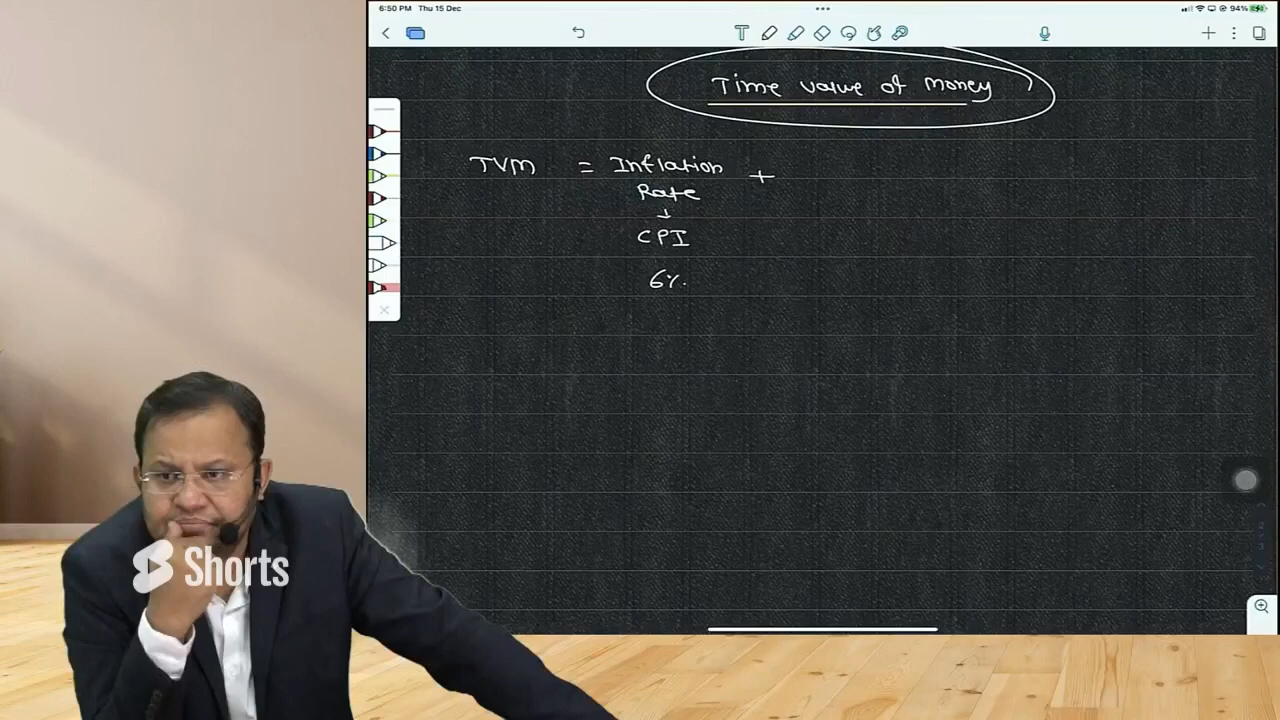 6:50 PM Thu 15 Dec
94%
Time value of money
TVM = Inflation +
Rate
↓
CPI
6%.
Shorts